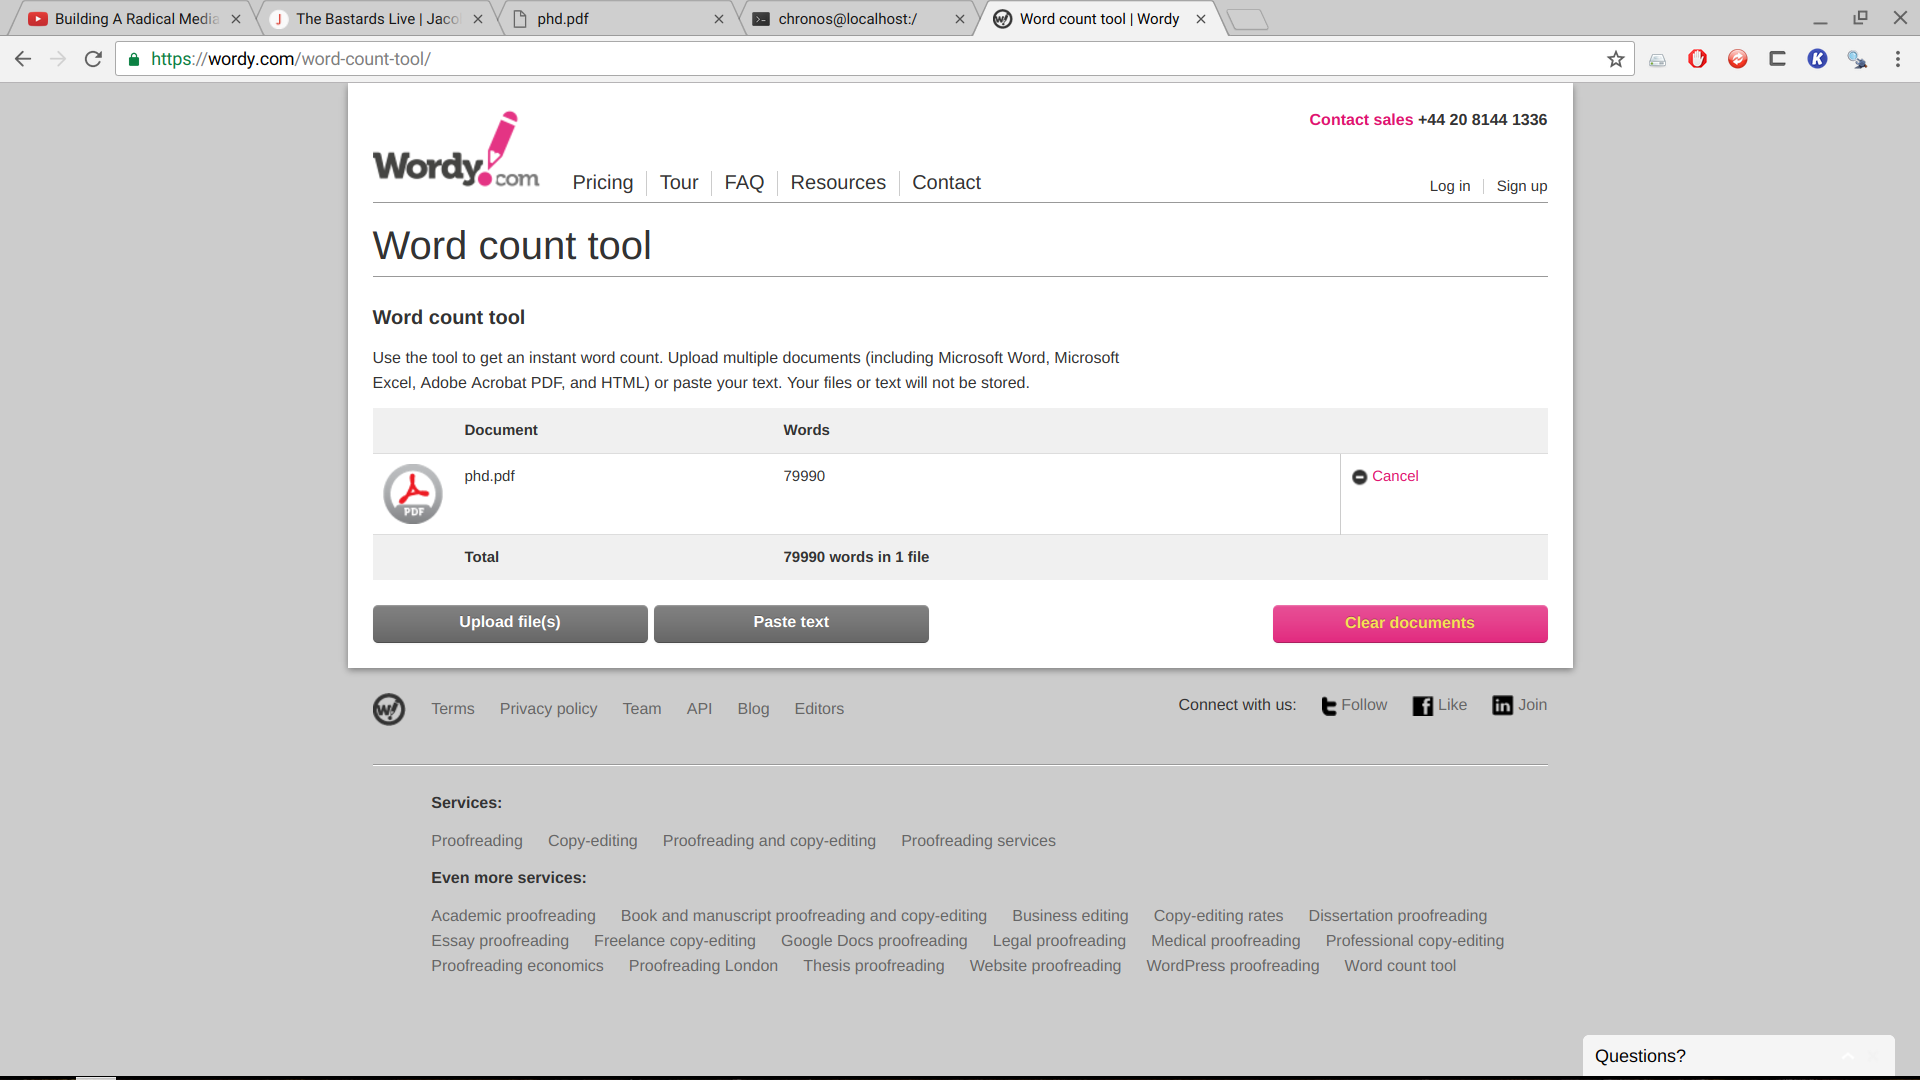 Building A Radical Media
The Bastards Live | Jaco
phd.pdf
chronos@localhost:/
Word count tool | Wordy
https://wordy.com/word-count-tool/
Contact sales +44 20 8144 1336
Wordy.com
Pricing
Tour
FAQ
Resources
Contact
Log in
Sign up
Word count tool
Word count tool
Use the tool to get an instant word count. Upload multiple documents (including Microsoft Word, Microsoft
Excel, Adobe Acrobat PDF, and HTML) or paste your text. Your files or text will not be stored.
Document Words
PDF
phd.pdf 79990 Cancel
Total 79990 words in 1 file
Upload file(s)
Paste text
Clear documents
Terms Privacy policy Team API Blog Editors
Connect with us: Follow Like Join
Services:
Proofreading Copy-editing Proofreading and copy-editing Proofreading services
Even more services:
Academic proofreading Book and manuscript proofreading and copy-editing Business editing Copy-editing rates Dissertation proofreading
Essay proofreading Freelance copy-editing Google Docs proofreading Legal proofreading Medical proofreading Professional copy-editing
Proofreading economics Proofreading London Thesis proofreading Website proofreading WordPress proofreading Word count tool
Questions?